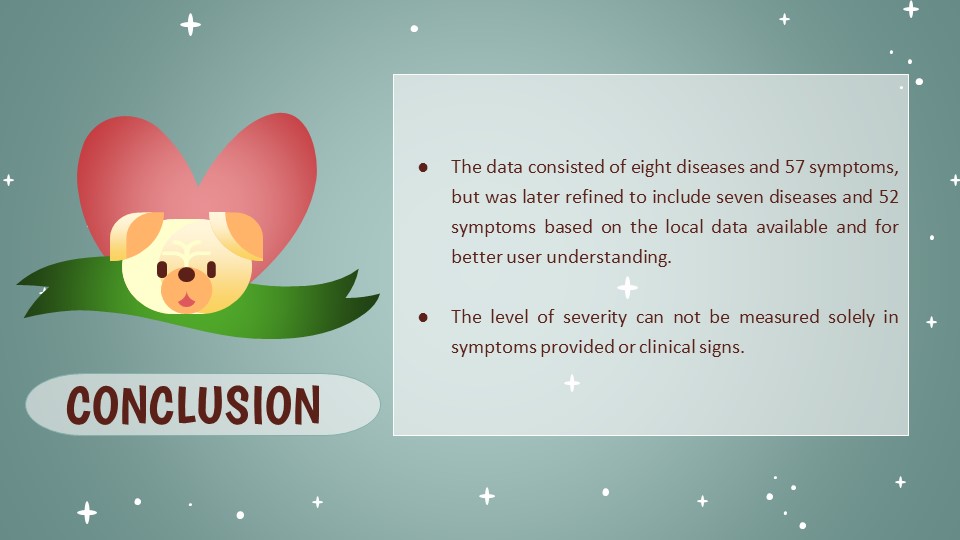 CONCLUSION
● The data consisted of eight diseases and 57 symptoms,
but was later refined to include seven diseases and 52
symptoms based on the local data available and for
better user understanding.
● The level of severity can not be measured solely in
symptoms provided or clinical signs.